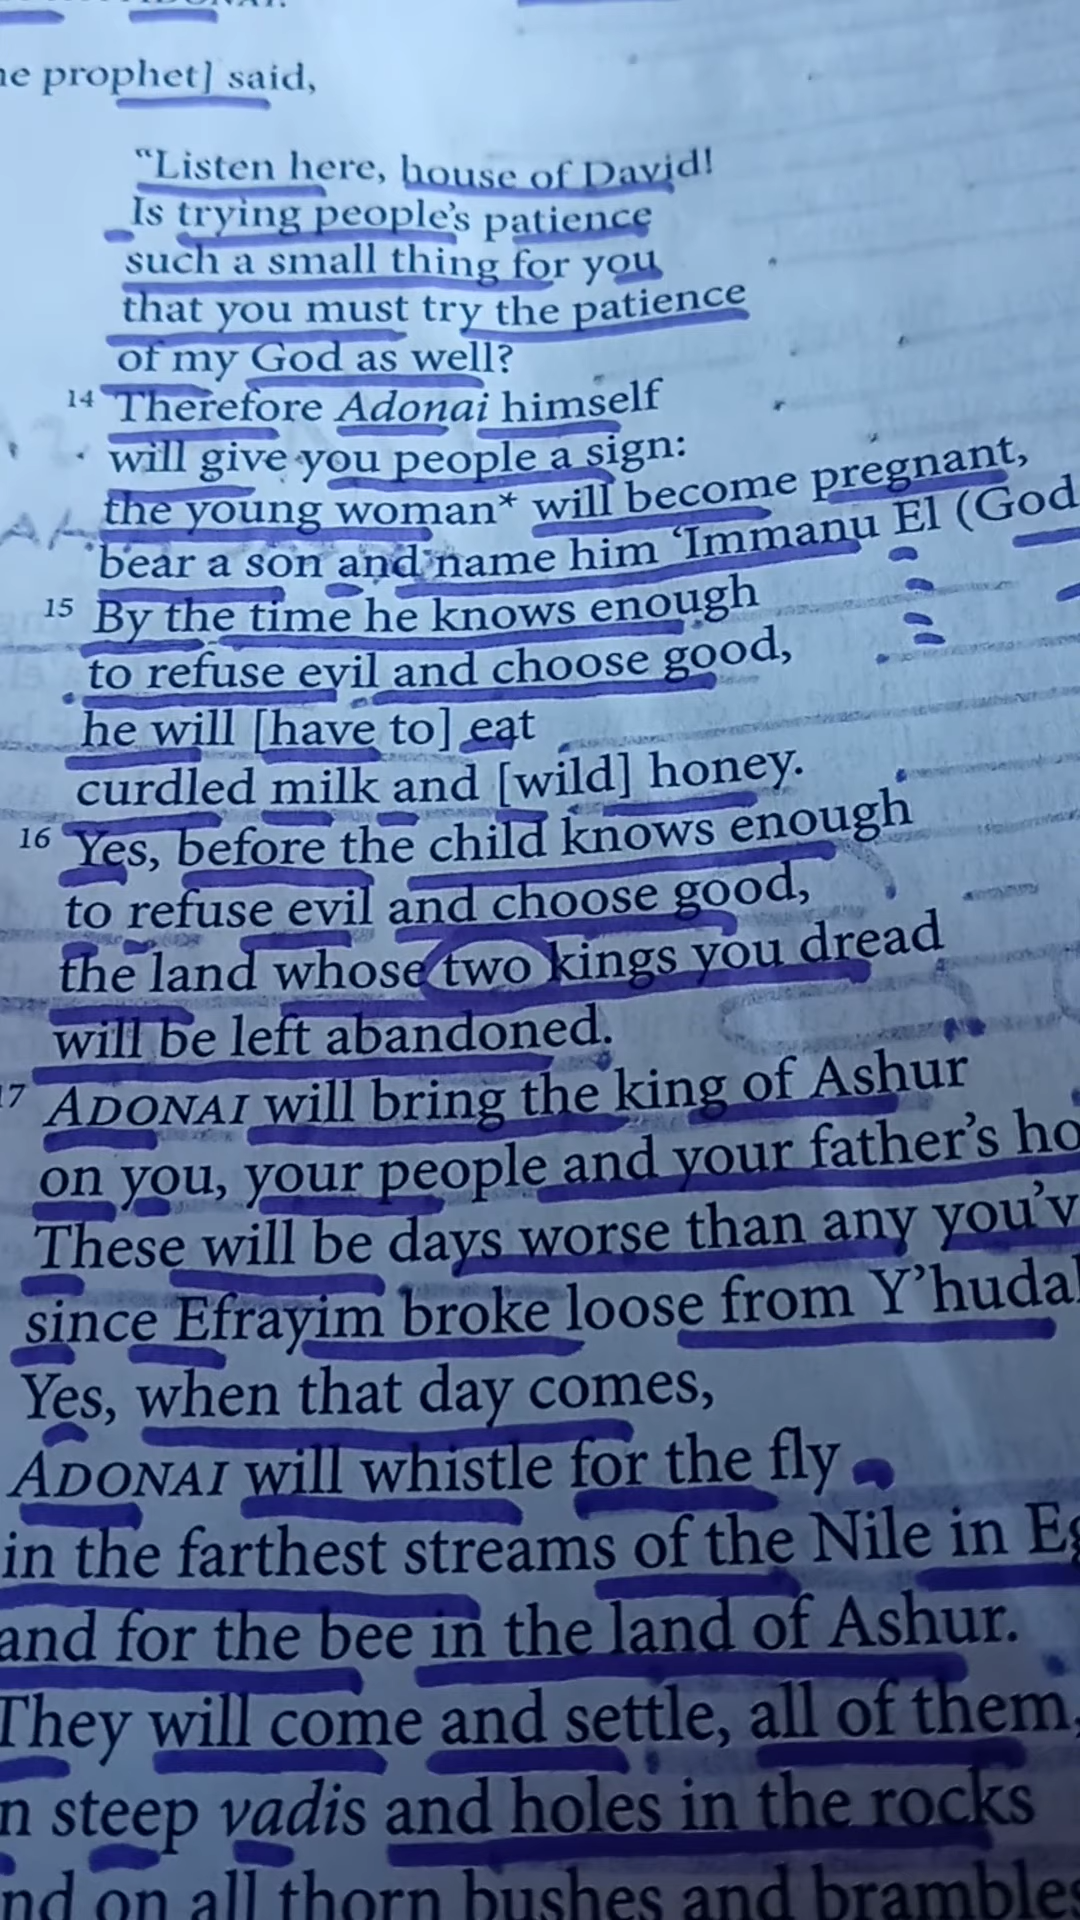 he prophet] said,
“Listen here, house of David!
Is trying people’s patience
such a small thing for you
that you must try the patience
of my God as well?
14 Therefore Adonai himself
will give you people a sign:
the young woman* will become pregnant,
bear a son and name him ‘Immanu El (God
15 By the time he knows enough
to refuse evil and choose good,
he will [have to] eat
curdled milk and [wild] honey.
16 Yes, before the child knows enough
to refuse evil and choose good,
the land whose two kings you dread
will be left abandoned.
17 ADONAI will bring the king of Ashur
on you, your people and your father’s ho
These will be days worse than any you’v
since Efrayim broke loose from Y’hudah
Yes, when that day comes,
ADONAI will whistle for the fly
in the farthest streams of the Nile in Eg
and for the bee in the land of Ashur.
They will come and settle, all of them,
n steep vadis and holes in the rocks
nd on all thorn bushes and brambles